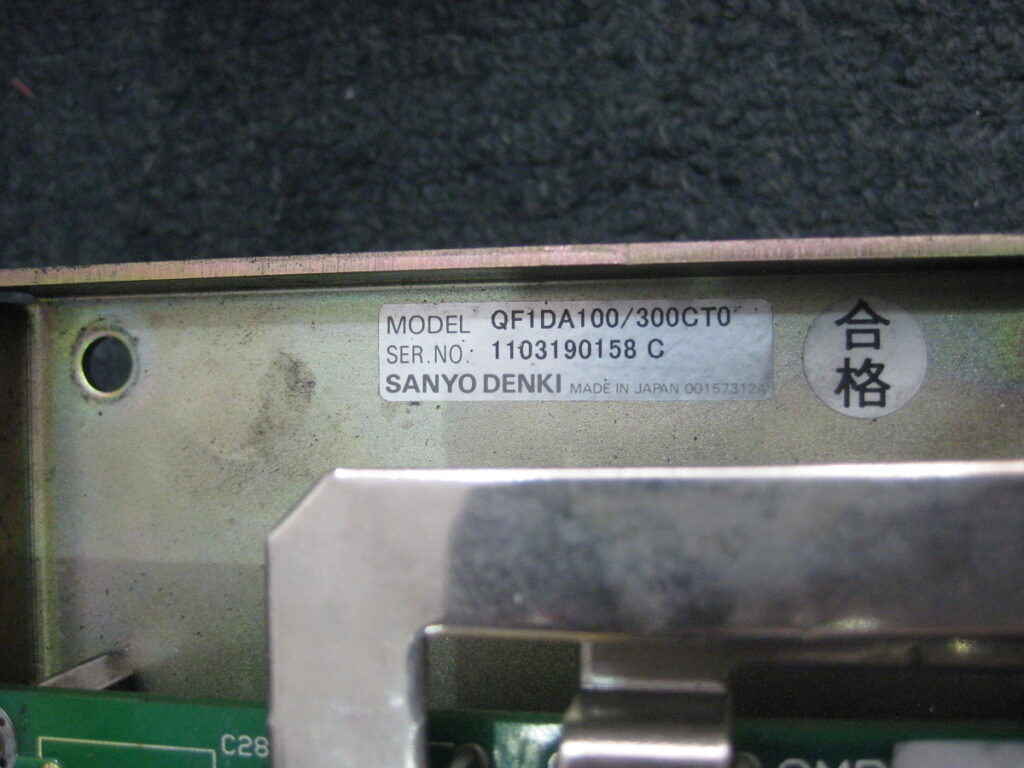 MODEL QF1DA100/300CT0
SER.NO. 1103190158 C
SANYO DENKI MADE IN JAPAN 00157312A
合格
C28